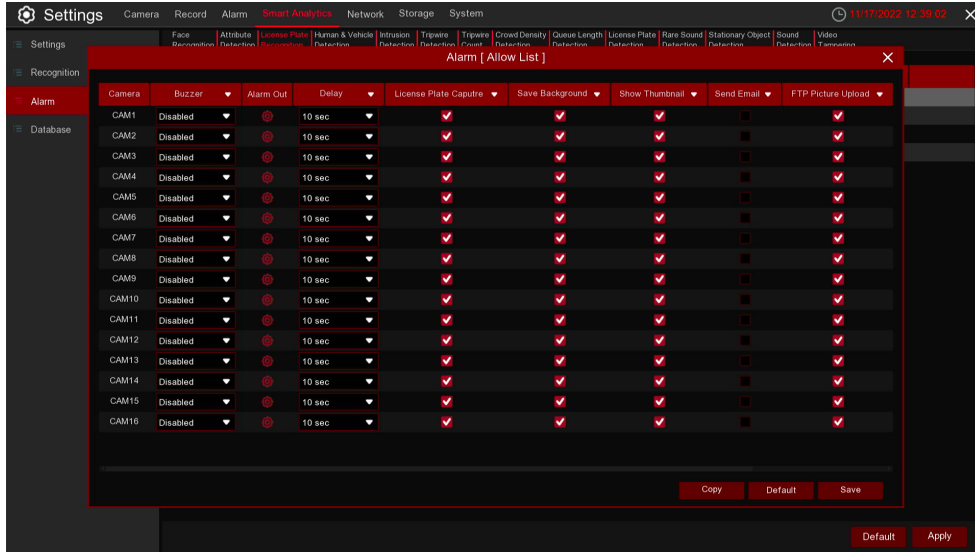 Settings Camera Record Alarm Smart Analytics Network Storage System 11/17/2022 12:39:02
Face Attribute License Plate Human & Vehicle Intrusion Tripwire Tripwire Crowd Density Queue Length License Plate Rare Sound Stationary Object Sound Video
Recognition Detection Recognition Detection Detection Detection Count Detection Detection Detection Detection Detection Detection Tampering
Settings
Recognition
Alarm
Database
Alarm [ Allow List ]
Camera Buzzer Alarm Out Delay License Plate Caputre Save Background Show Thumbnail Send Email FTP Picture Upload
CAM1 Disabled 10 sec
CAM2 Disabled 10 sec
CAM3 Disabled 10 sec
CAM4 Disabled 10 sec
CAM5 Disabled 10 sec
CAM6 Disabled 10 sec
CAM7 Disabled 10 sec
CAM8 Disabled 10 sec
CAM9 Disabled 10 sec
CAM10 Disabled 10 sec
CAM11 Disabled 10 sec
CAM12 Disabled 10 sec
CAM13 Disabled 10 sec
CAM14 Disabled 10 sec
CAM15 Disabled 10 sec
CAM16 Disabled 10 sec
Copy Default Save
Default Apply